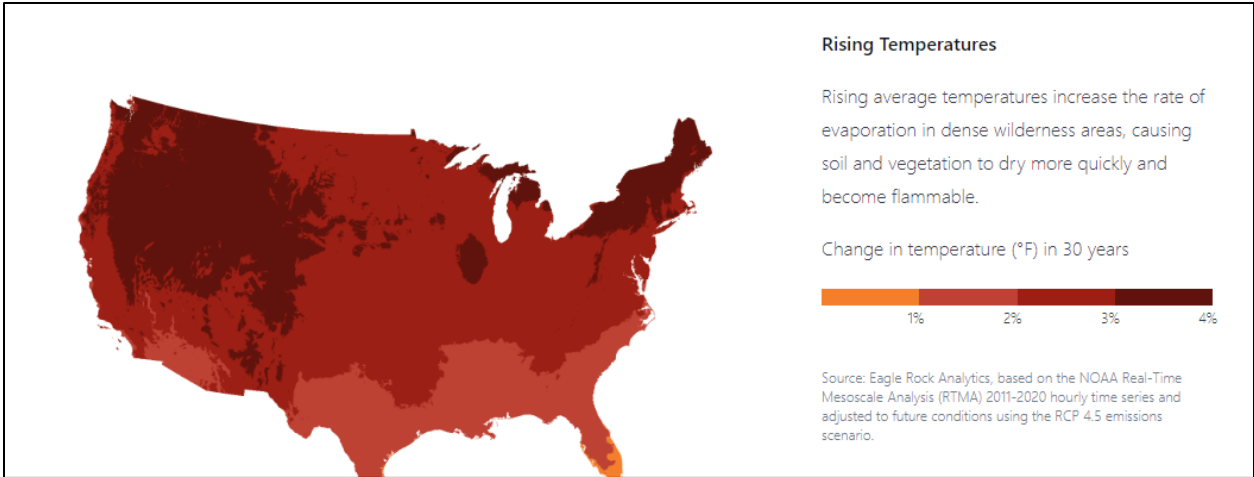 Rising Temperatures
Rising average temperatures increase the rate of
evaporation in dense wilderness areas, causing
soil and vegetation to dry more quickly and
become flammable.
Change in temperature (°F) in 30 years
1% 2% 3% 4%
Source: Eagle Rock Analytics, based on the NOAA Real-Time
Mesoscale Analysis (RTMA) 2011-2020 hourly time series and
adjusted to future conditions using the RCP 4.5 emissions
scenario.